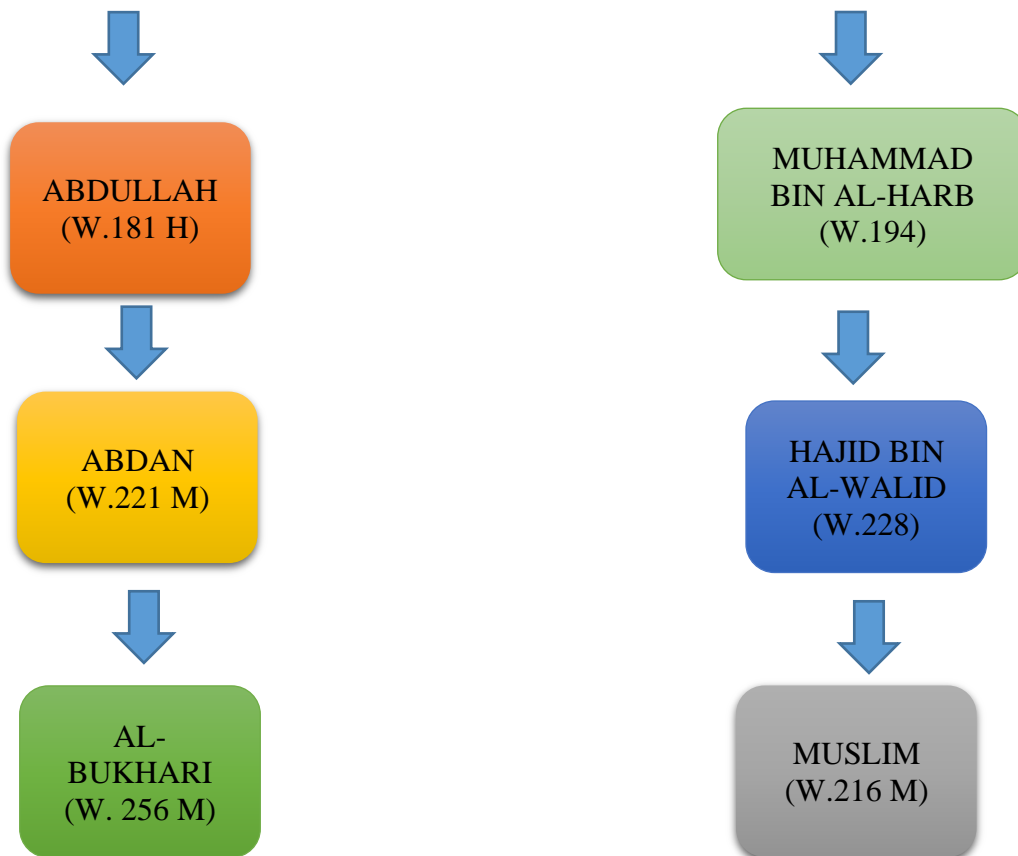 ABDULLAH
(W.181 H)
MUHAMMAD
BIN AL-HARB
(W.194)
ABDAN
(W.221 M)
HAJID BIN
AL-WALID
(W.228)
AL-
BUKHARI
(W. 256 M)
MUSLIM
(W.216 M)